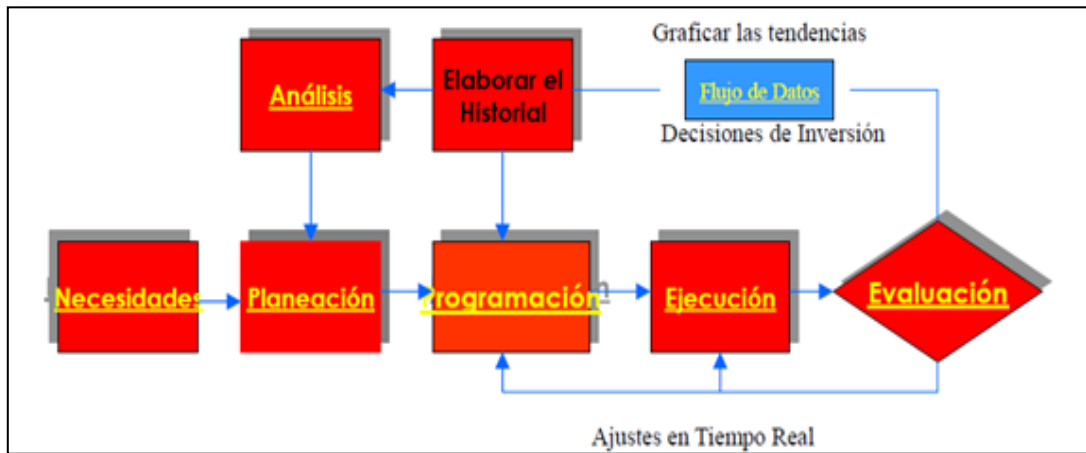 Graficar las tendencias
Análisis
Elaborar el
Historial
Flujo de Datos
Decisiones de Inversión
Necesidades
Planeación
Programación
Ejecución
Evaluación
Ajustes en Tiempo Real